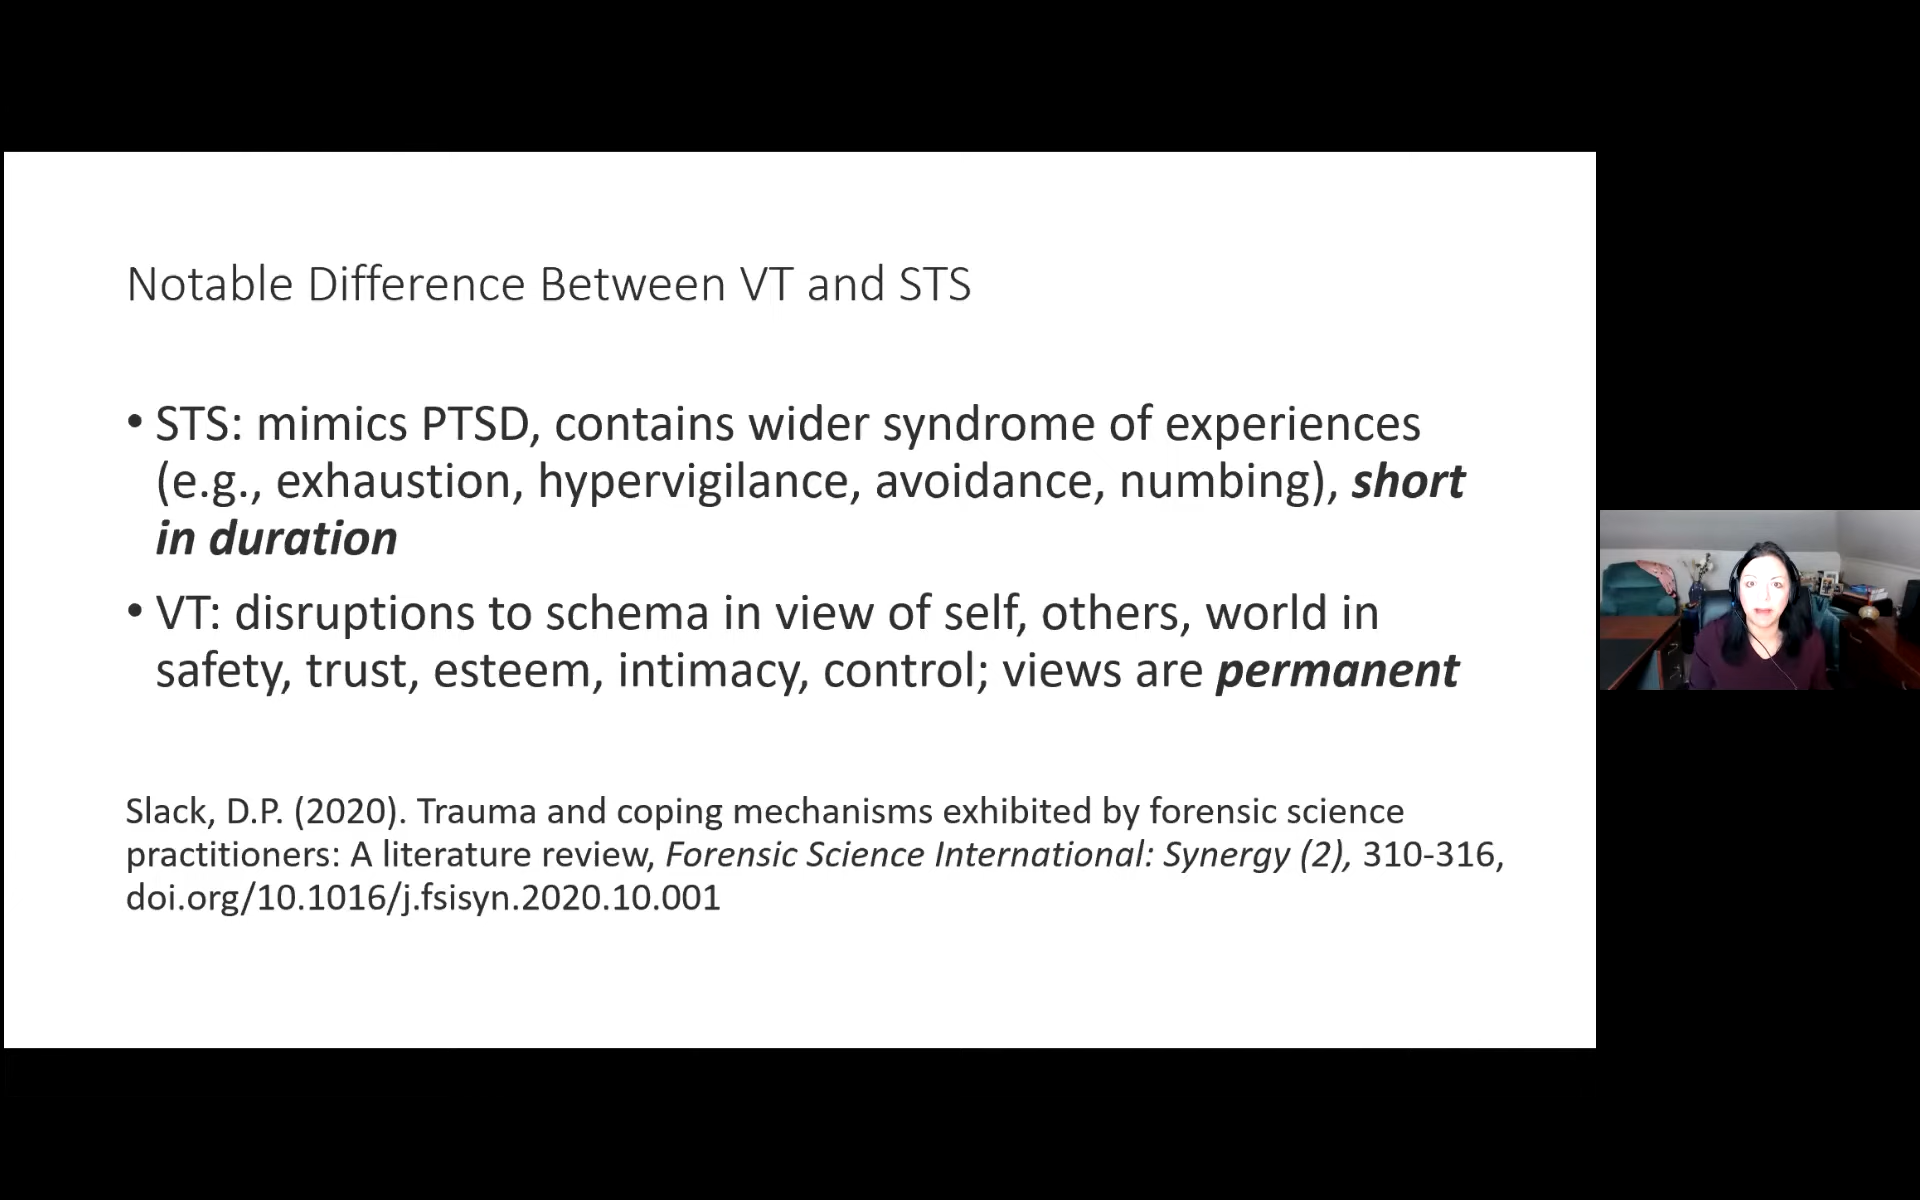 Notable Difference Between VT and STS
• STS: mimics PTSD, contains wider syndrome of experiences
(e.g., exhaustion, hypervigilance, avoidance, numbing), short
in duration
• VT: disruptions to schema in view of self, others, world in
safety, trust, esteem, intimacy, control; views are permanent
Slack, D.P. (2020). Trauma and coping mechanisms exhibited by forensic science
practitioners: A literature review, Forensic Science International: Synergy (2), 310-316,
doi.org/10.1016/j.fsisyn.2020.10.001